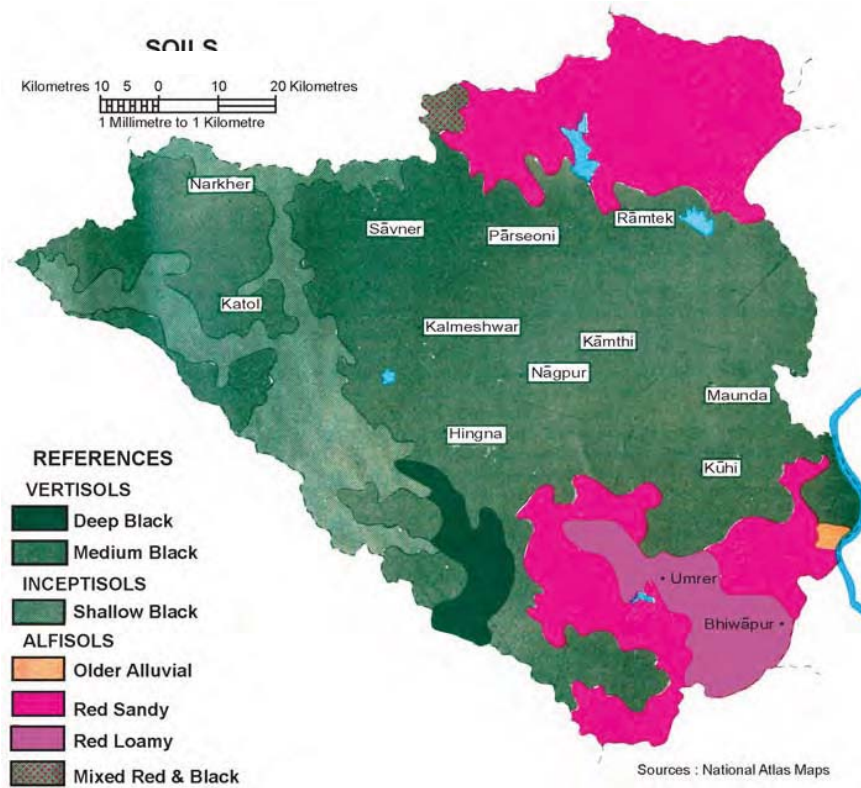 SOILS
Kilometres 10 5 0 10 20 Kilometres
1 Millimetre to 1 Kilometre
Narkher
Sāvner
Pārseoni
Rāmtek
Katol
Kalmeshwar
Kāmthi
Nāgpur
Maunda
Hingna
Kūhi
Umrer
Bhiwāpur
REFERENCES
VERTISOLS
Deep Black
Medium Black
INCEPTISOLS
Shallow Black
ALFISOLS
Older Alluvial
Red Sandy
Red Loamy
Mixed Red & Black
Sources : National Atlas Maps